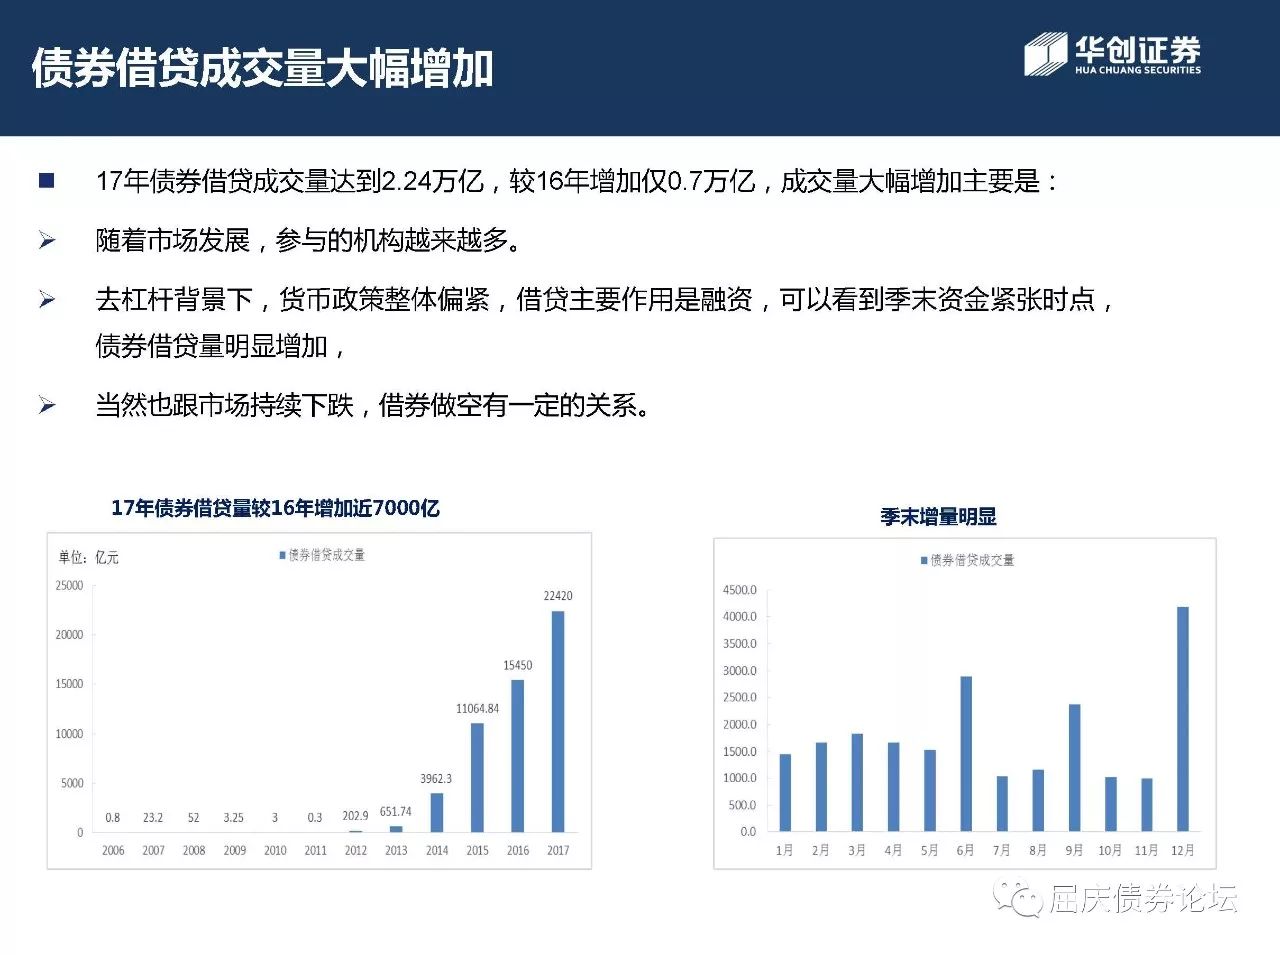 债券借贷成交量大幅增加
华创证券
HUA CHUANG SECURITIES
17年债券借贷成交量达到2.24万亿，较16年增加仅0.7万亿，成交量大幅增加主要是：
随着市场发展，参与的机构越来越多。
去杠杆背景下，货币政策整体偏紧，借贷主要作用是融资，可以看到季末资金紧张时点，
债券借贷量明显增加，
当然也跟市场持续下跌，借券做空有一定的关系。
17年债券借贷量较16年增加近7000亿
单位：亿元
债券借贷成交量
25000
20000
15000
10000
5000
0
0.8
23.2
52
3.25
3
0.3
202.9
651.74
3962.3
11064.84
15450
22420
2006
2007
2008
2009
2010
2011
2012
2013
2014
2015
2016
2017
季末增量明显
债券借贷成交量
4500.0
4000.0
3500.0
3000.0
2500.0
2000.0
1500.0
1000.0
500.0
0.0
1月
2月
3月
4月
5月
6月
7月
8月
9月
10月
11月
12月
屈庆债券论坛